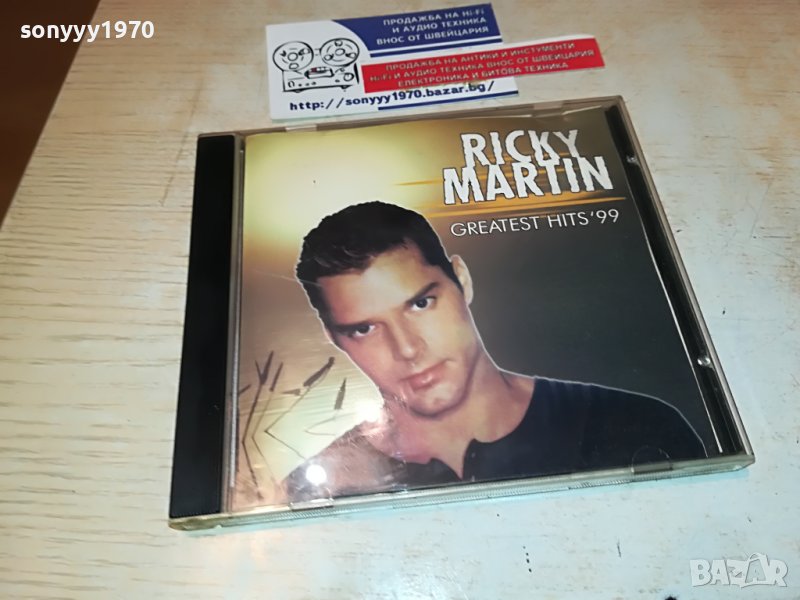 sonyyy1970
ПРОДАЖБА НА Hi-Fi
И АУДИО ТЕХНИКА
ВНОС ОТ ШВЕЙЦАРИЯ
ПРОДАЖБА НА АНТИКИ И ИНСТУМЕНТИ
Hi-Fi И АУДИО ТЕХНИКА ВНОС ОТ ШВЕЙЦАРИЯ
ЕЛЕКТРОНИКА И БИТОВА ТЕХНИКА
http://sonyyy1970.bazar.bg/
RICKY
MARTIN
GREATEST HITS '99
BAZAR